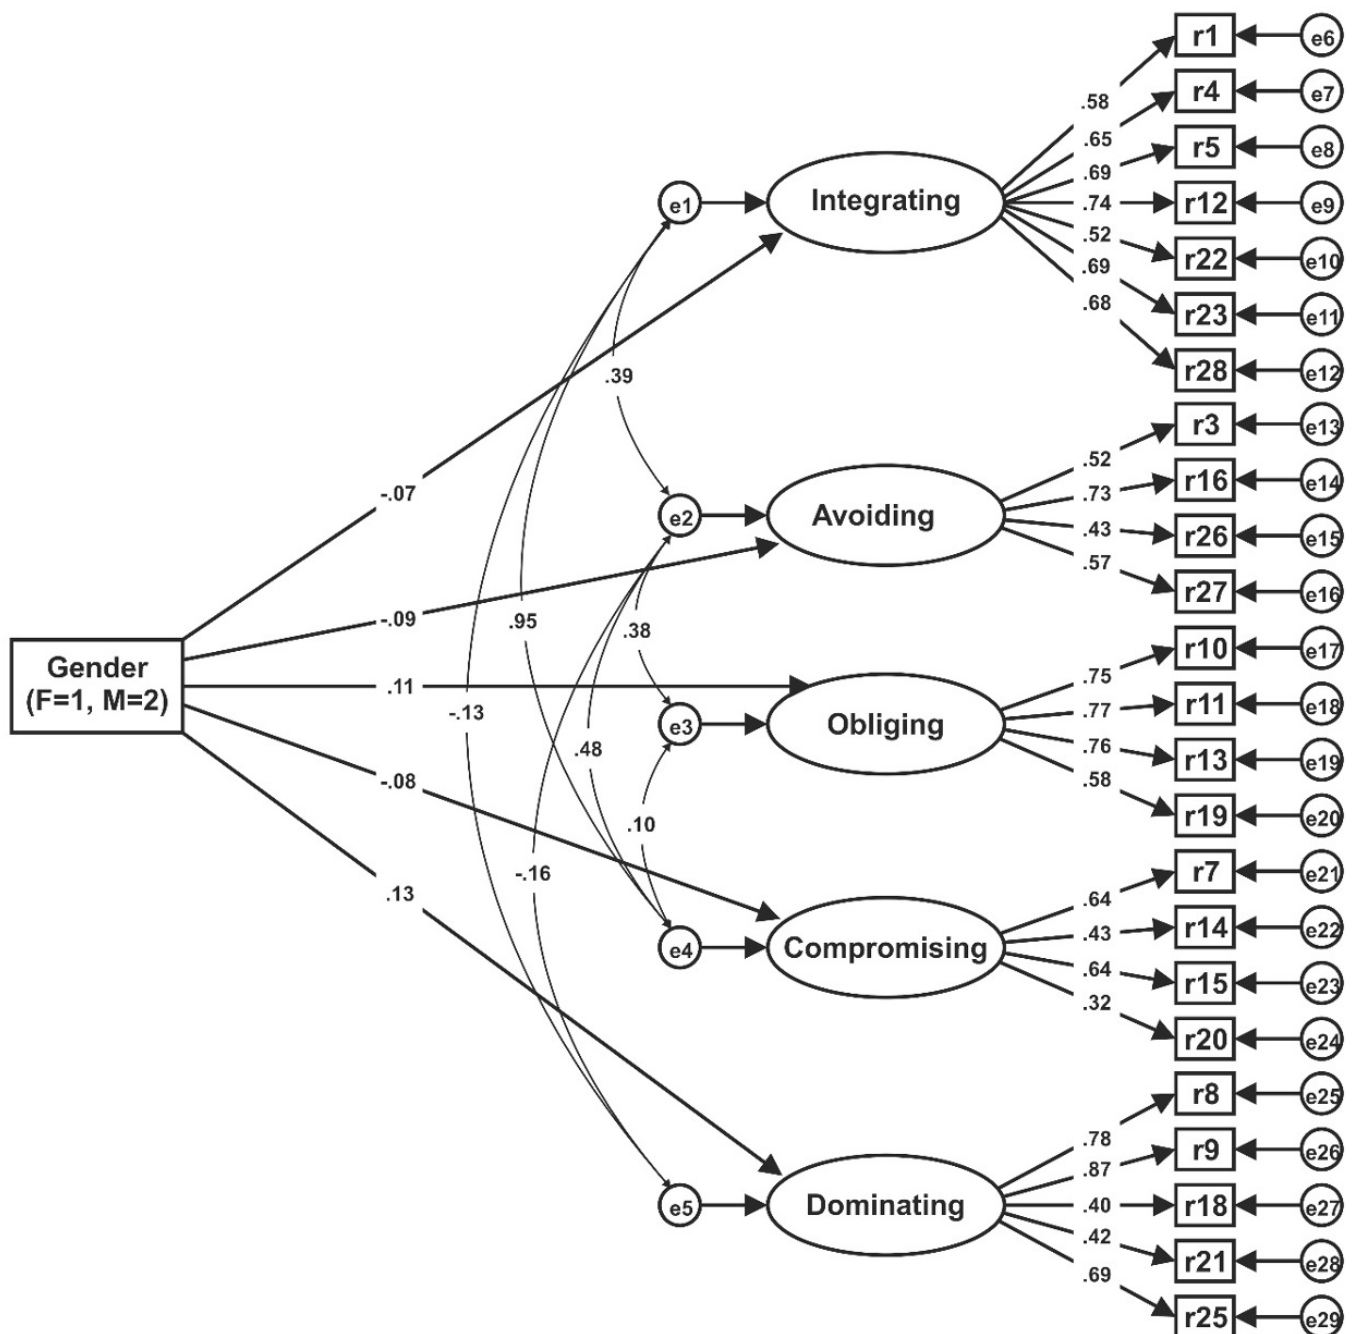 r1
e6
.58
r4
e7
.65
r5
e8
.69
e1
Integrating
.74
r12
e9
.52
r22
e10
.69
r23
e11
.68
r28
e12
.39
r3
e13
.52
-.07
r16
e14
.73
e2
Avoiding
.43
r26
e15
.57
r27
e16
-.09
.95
.38
r10
e17
.75
Gender
(F=1, M=2)
.11
-.13
r11
e18
.77
e3
Obliging
.76
r13
e19
.48
.58
-.08
r19
e20
.10
-.16
r7
e21
.13
.64
r14
e22
.43
e4
Compromising
.64
r15
e23
.32
r20
e24
r8
e25
.78
r9
e26
.87
e5
Dominating
.40
r18
e27
.42
r21
e28
.69
r25
e29